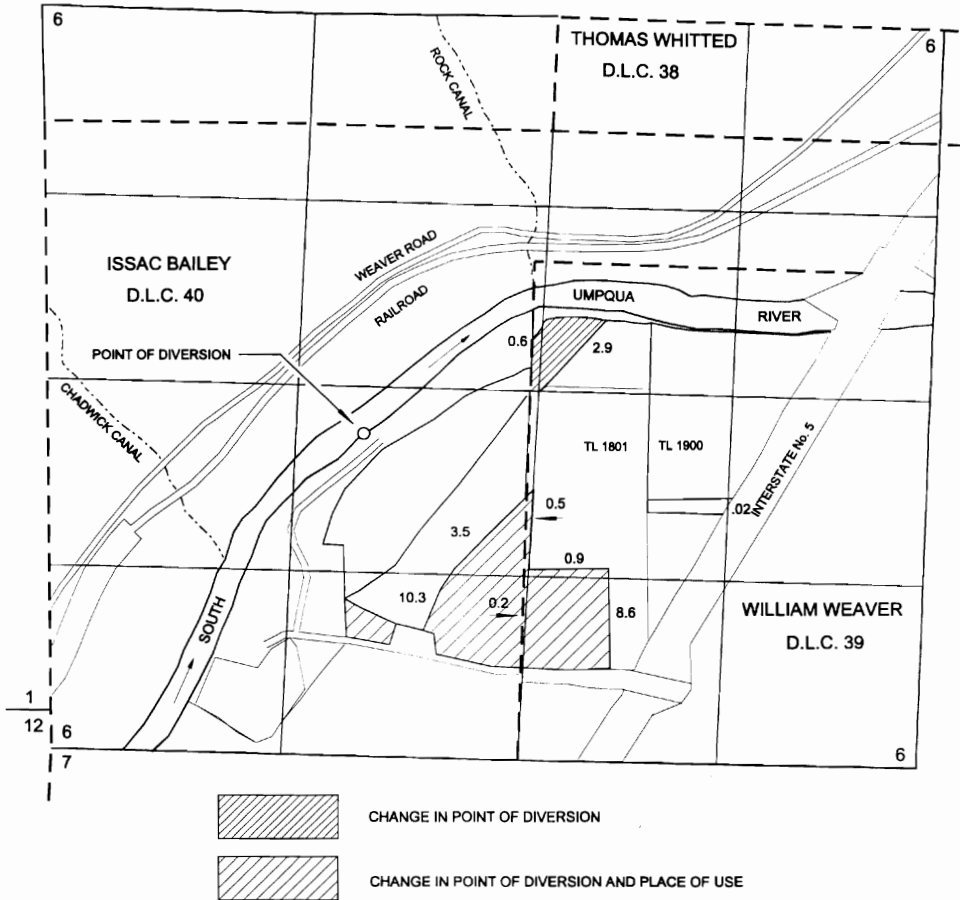 6
THOMAS WHITTED
D.L.C. 38
6
ROCK CANAL
ISSAC BAILEY
D.L.C. 40
WEAVER ROAD
RAILROAD
UMPQUA
RIVER
POINT OF DIVERSION
0.6
2.9
CHADWICK CANAL
TL 1801
TL 1900
INTERSTATE No. 5
0.5
.02
3.5
0.9
10.3
0.2
8.6
SOUTH
WILLIAM WEAVER
D.L.C. 39
1
12
6
7
6
CHANGE IN POINT OF DIVERSION
CHANGE IN POINT OF DIVERSION AND PLACE OF USE